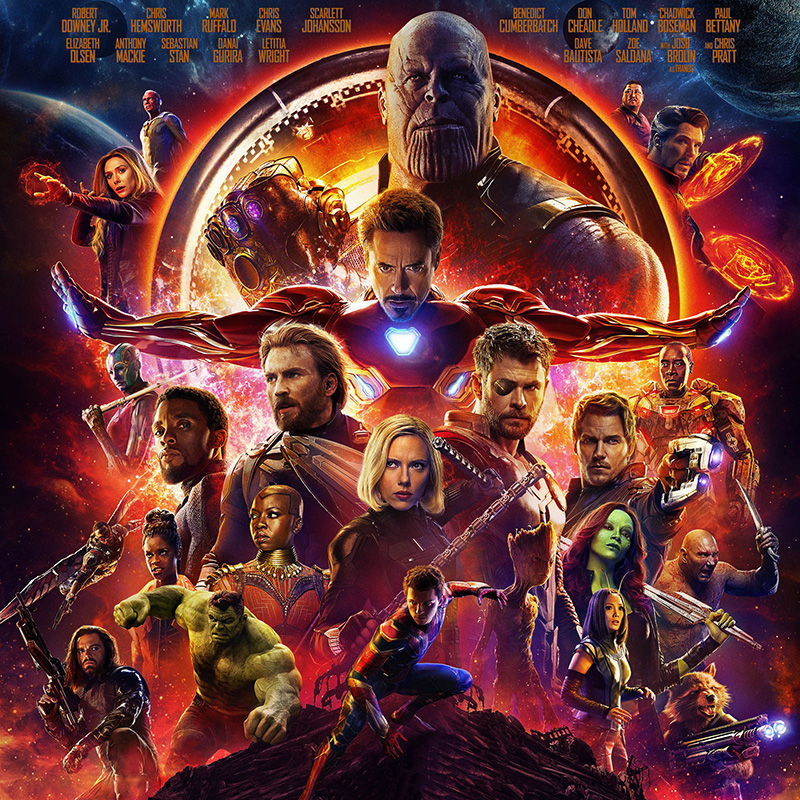 ROBERT DOWNEY JR. CHRIS HEMSWORTH MARK RUFFALO CHRIS EVANS SCARLETT JOHANSSON BENEDICT CUMBERBATCH DON CHEADLE TOM HOLLAND CHADWICK BOSEMAN PAUL BETTANY
ELIZABETH OLSEN ANTHONY MACKIE SEBASTIAN STAN DANAI GURIRA LETITIA WRIGHT DAVE BAUTISTA ZOE SALDANA WITH JOSH BROLIN AS THANOS AND CHRIS PRATT